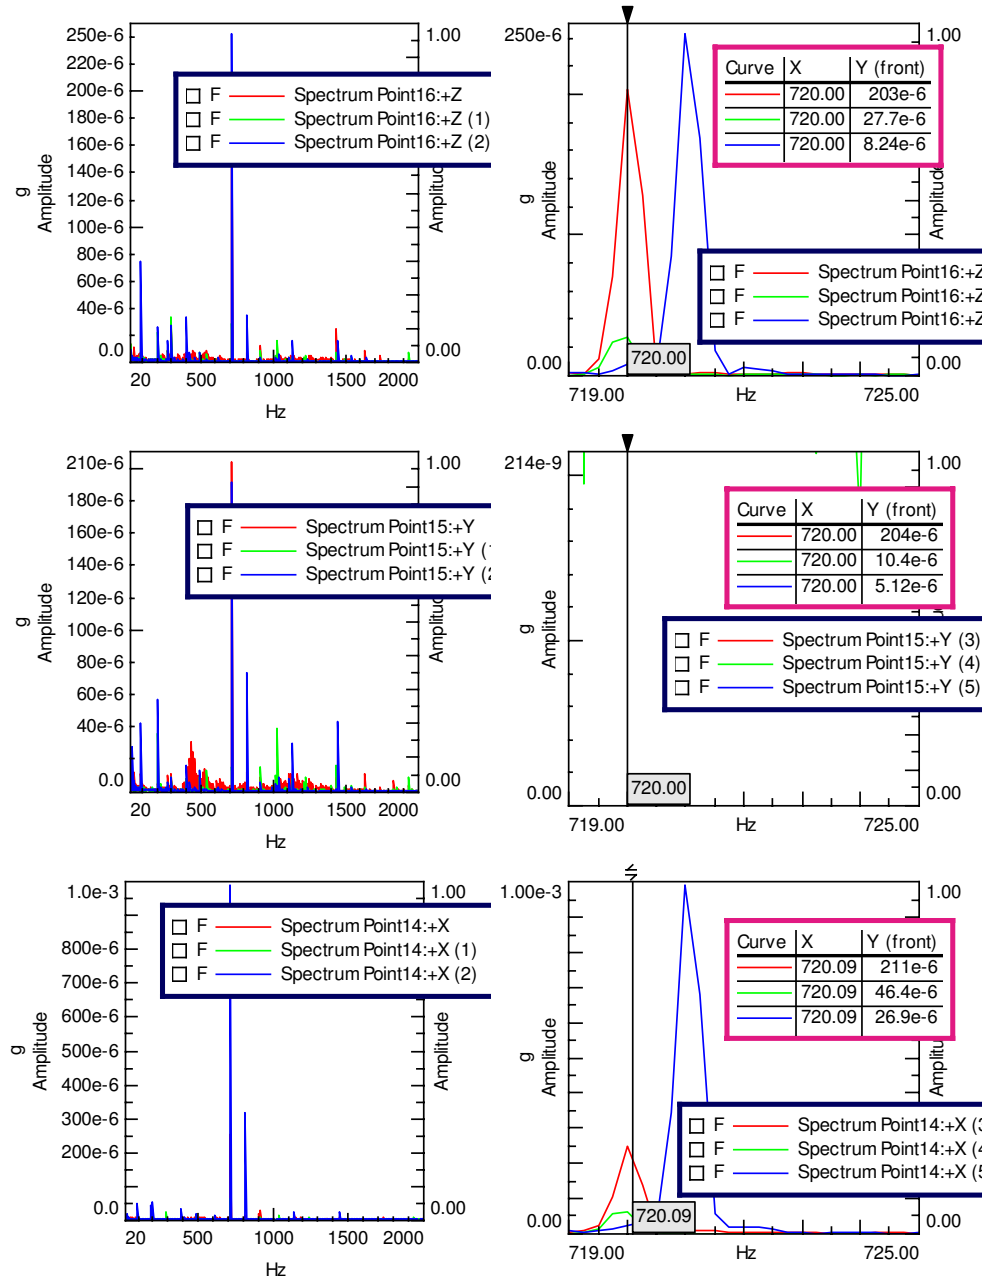 250e-6
220e-6
200e-6
180e-6
160e-6
140e-6
120e-6
100e-6
80e-6
60e-6
40e-6
0.0
g
Amplitude
1.00
0.00
Amplitude
F Spectrum Point16:+Z
F Spectrum Point16:+Z (1)
F Spectrum Point16:+Z (2)
20 500 1000 1500 2000
Hz
250e-6
0.00
g
Amplitude
1.00
0.00
Amplitude
Curve X Y (front)
720.00 203e-6
720.00 27.7e-6
720.00 8.24e-6
F Spectrum Point16:+Z
F Spectrum Point16:+Z
F Spectrum Point16:+Z
720.00
719.00 Hz 725.00
210e-6
180e-6
160e-6
140e-6
120e-6
100e-6
80e-6
60e-6
40e-6
0.0
g
Amplitude
1.00
0.00
Amplitude
F Spectrum Point15:+Y
F Spectrum Point15:+Y (1
F Spectrum Point15:+Y (2
20 500 1000 1500 2000
Hz
214e-9
0.00
g
Amplitude
1.00
0.00
Curve X Y (front)
720.00 204e-6
720.00 10.4e-6
720.00 5.12e-6
F Spectrum Point15:+Y (3)
F Spectrum Point15:+Y (4)
F Spectrum Point15:+Y (5)
720.00
719.00 Hz 725.00
1.0e-3
800e-6
700e-6
600e-6
500e-6
400e-6
300e-6
200e-6
0.0
g
Amplitude
1.00
0.00
Amplitude
F Spectrum Point14:+X
F Spectrum Point14:+X (1)
F Spectrum Point14:+X (2)
20 500 1000 1500 2000
Hz
1.00e-3
0.00
g
Amplitude
1.00
0.00
Amplitude
Curve X Y (front)
720.09 211e-6
720.09 46.4e-6
720.09 26.9e-6
F Spectrum Point14:+X (3
F Spectrum Point14:+X (4
F Spectrum Point14:+X (5
720.09
719.00 Hz 725.00